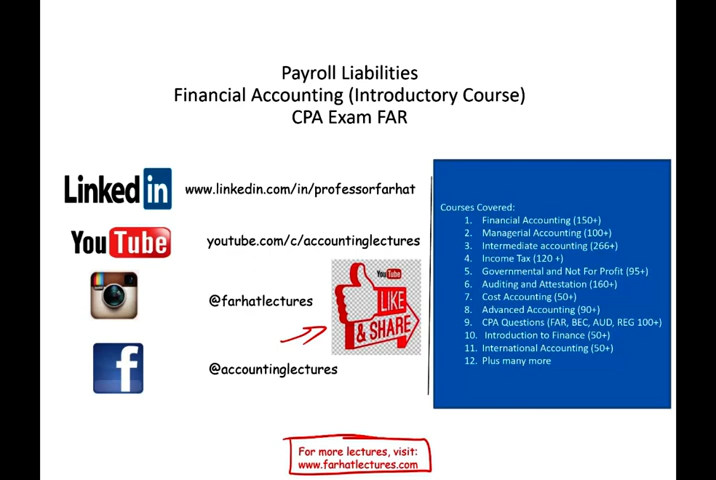 Payroll Liabilities
Financial Accounting (Introductory Course)
CPA Exam FAR
Linked in www.linkedin.com/in/professorfarhat
YouTube youtube.com/c/accountinglectures
@farhatlectures
YouTube
LIKE
& SHARE
f @accountinglectures
Courses Covered:
1. Financial Accounting (150+)
2. Managerial Accounting (100+)
3. Intermediate accounting (266+)
4. Income Tax (120 +)
5. Governmental and Not For Profit (95+)
6. Auditing and Attestation (160+)
7. Cost Accounting (50+)
8. Advanced Accounting (90+)
9. CPA Questions (FAR, BEC, AUD, REG 100+)
10. Introduction to Finance (50+)
11. International Accounting (50+)
12. Plus many more
For more lectures, visit:
www.farhatlectures.com